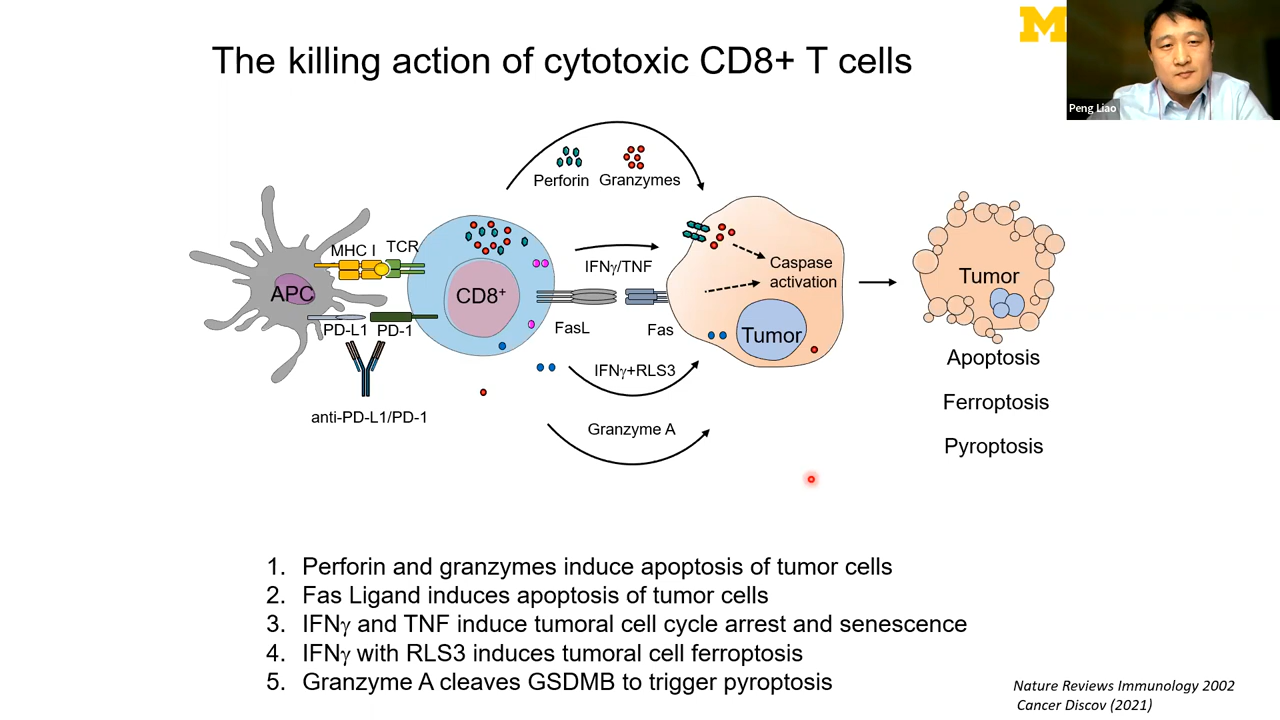 M
Peng Liao
The killing action of cytotoxic CD8+ T cells
Perforin Granzymes
MHC I TCR
IFNγ/TNF
Caspase
activation
APC
CD8+
Tumor
PD-L1 PD-1
FasL
Fas
Tumor
Apoptosis
IFNγ+RLS3
Ferroptosis
anti-PD-L1/PD-1
Granzyme A
Pyroptosis
1. Perforin and granzymes induce apoptosis of tumor cells
2. Fas Ligand induces apoptosis of tumor cells
3. IFNγ and TNF induce tumoral cell cycle arrest and senescence
4. IFNγ with RLS3 induces tumoral cell ferroptosis
5. Granzyme A cleaves GSDMB to trigger pyroptosis
Nature Reviews Immunology 2002
Cancer Discov (2021)